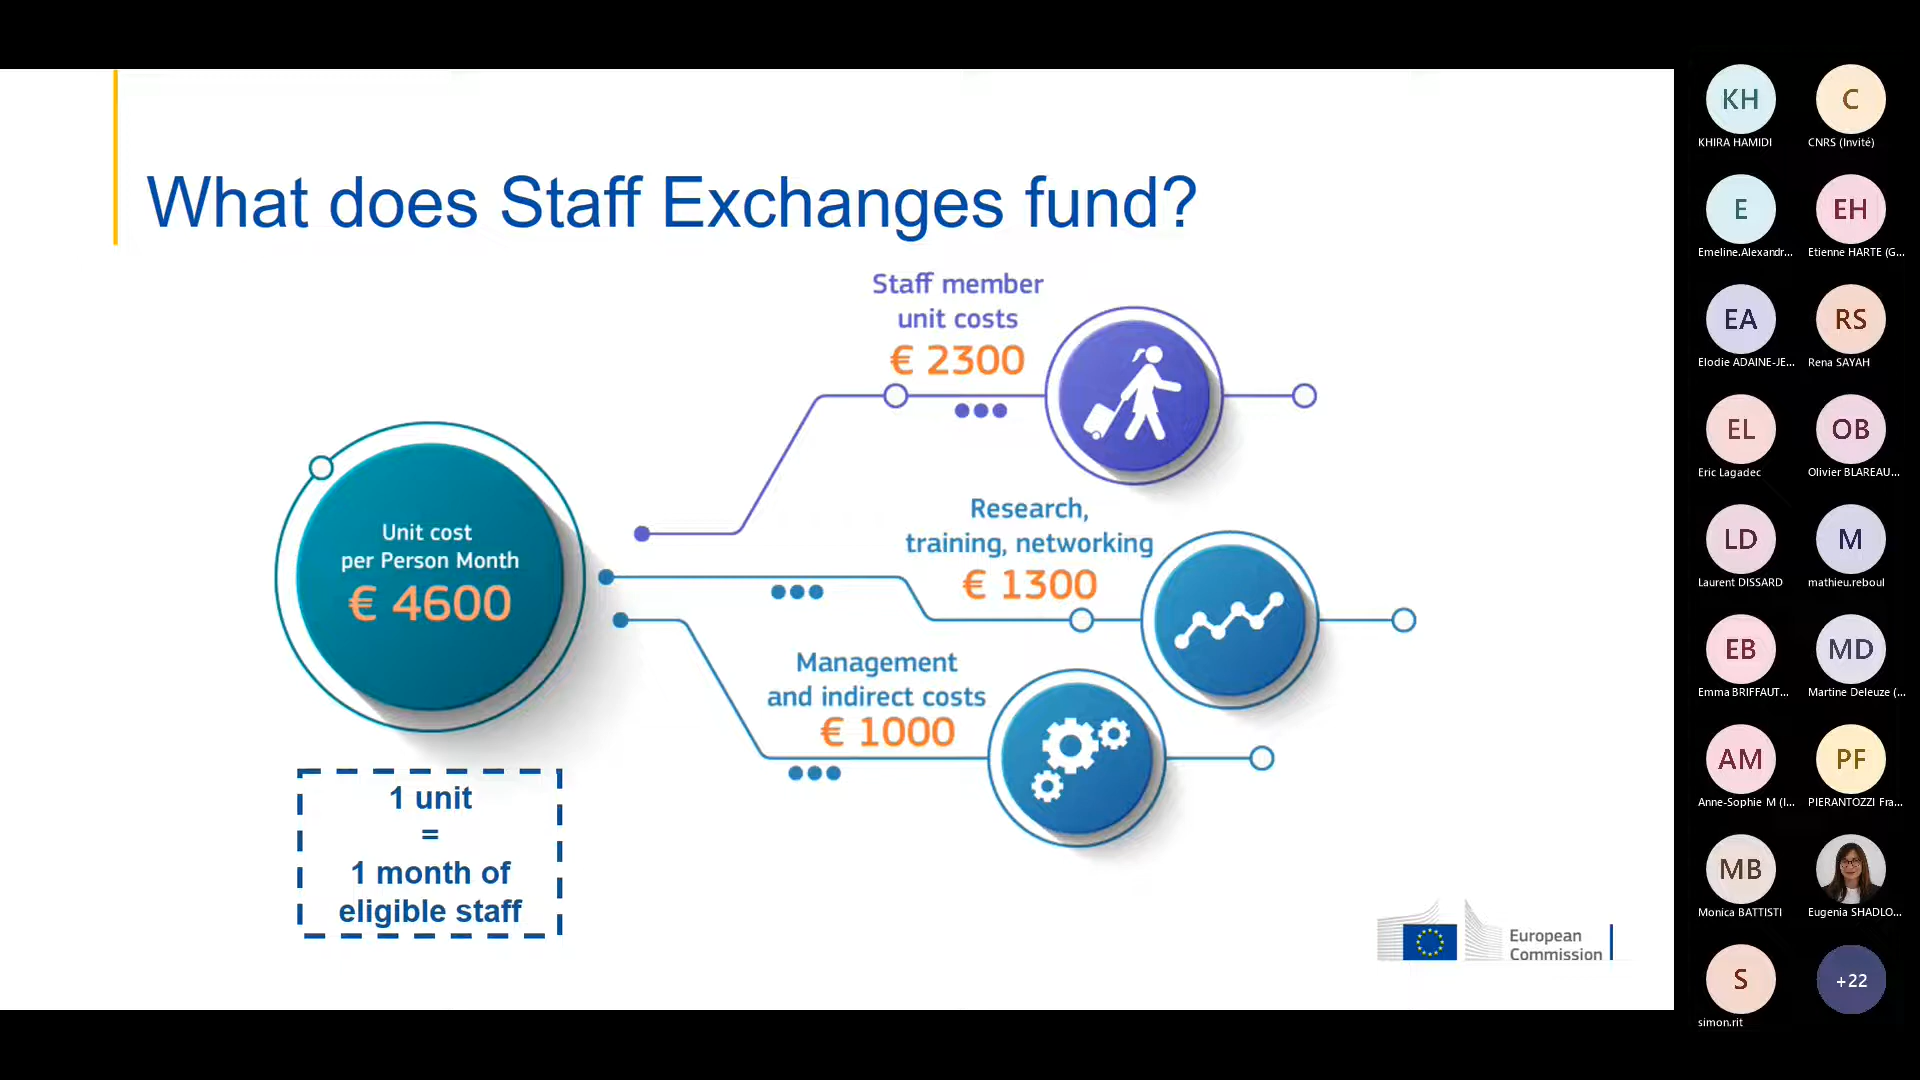 What does Staff Exchanges fund?
Staff member
unit costs
€ 2300
Research,
training, networking
€ 1300
Unit cost
per Person Month
€ 4600
Management
and indirect costs
€ 1000
1 unit
=
1 month of
eligible staff
European
Commission
KH
KHIRA HAMIDI
C
CNRS (Invité)
E
Emeline.Alexandr...
EH
Etienne HARTE (G...
EA
Elodie ADAINE-JE...
RS
Rena SAYAH
EL
Eric Lagadec
OB
Olivier BLAREAU...
LD
Laurent DISSARD
M
mathieu.reboul
EB
Emma BRIFFAUT...
MD
Martine Deleuze (...
AM
Anne-Sophie M (I...
PF
PIERANTOZZI Fra...
MB
Monica BATTISTI
Eugenia SHADLO...
S
simon.rit
+22